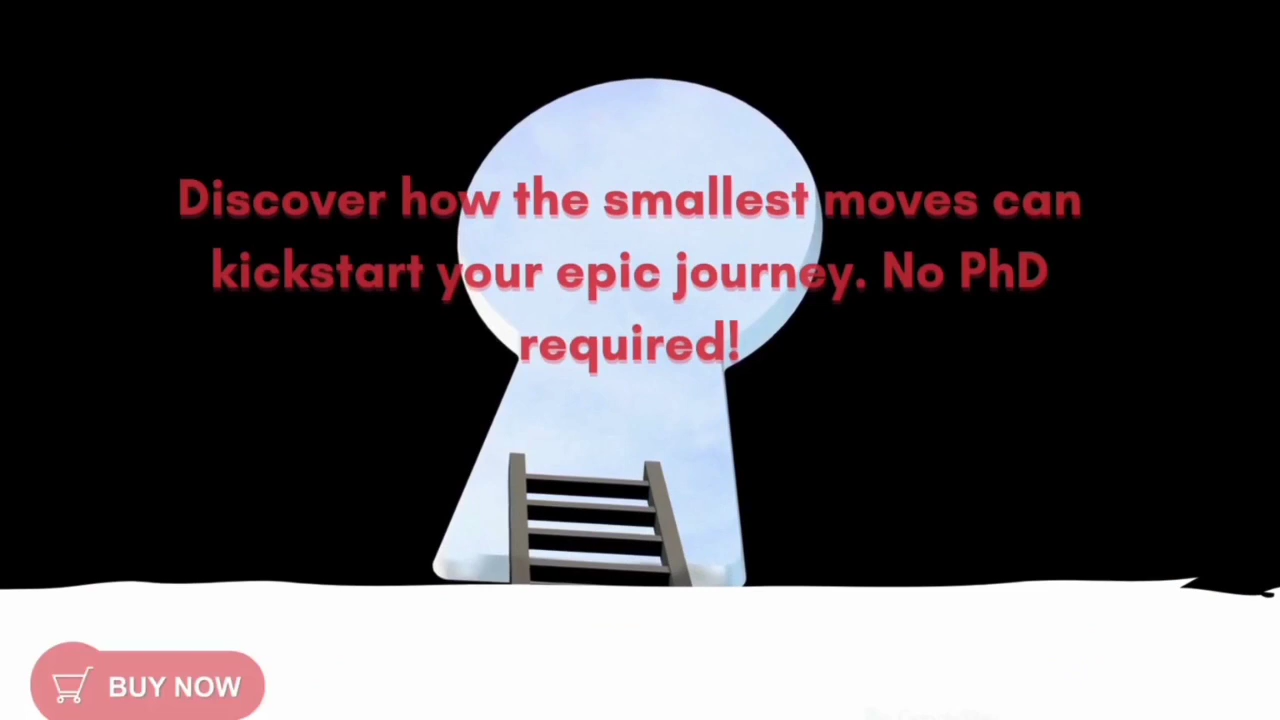 Discover how the smallest moves can
kickstart your epic journey. No PhD
required!
BUY NOW